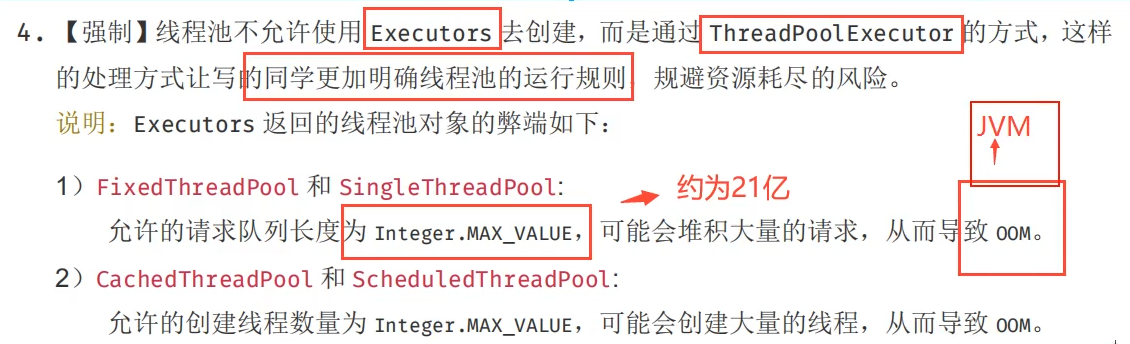 4. 【强制】线程池不允许使用 Executors 去创建，而是通过 ThreadPoolExecutor 的方式，这样
的处理方式让写的同学更加明确线程池的运行规则，规避资源耗尽的风险。
说明：Executors 返回的线程池对象的弊端如下：
JVM
1）FixedThreadPool 和 SingleThreadPool:
约为21亿
允许的请求队列长度为 Integer.MAX_VALUE，可能会堆积大量的请求，从而导致 OOM。
2）CachedThreadPool 和 ScheduledThreadPool:
允许的创建线程数量为 Integer.MAX_VALUE，可能会创建大量的线程，从而导致 OOM。